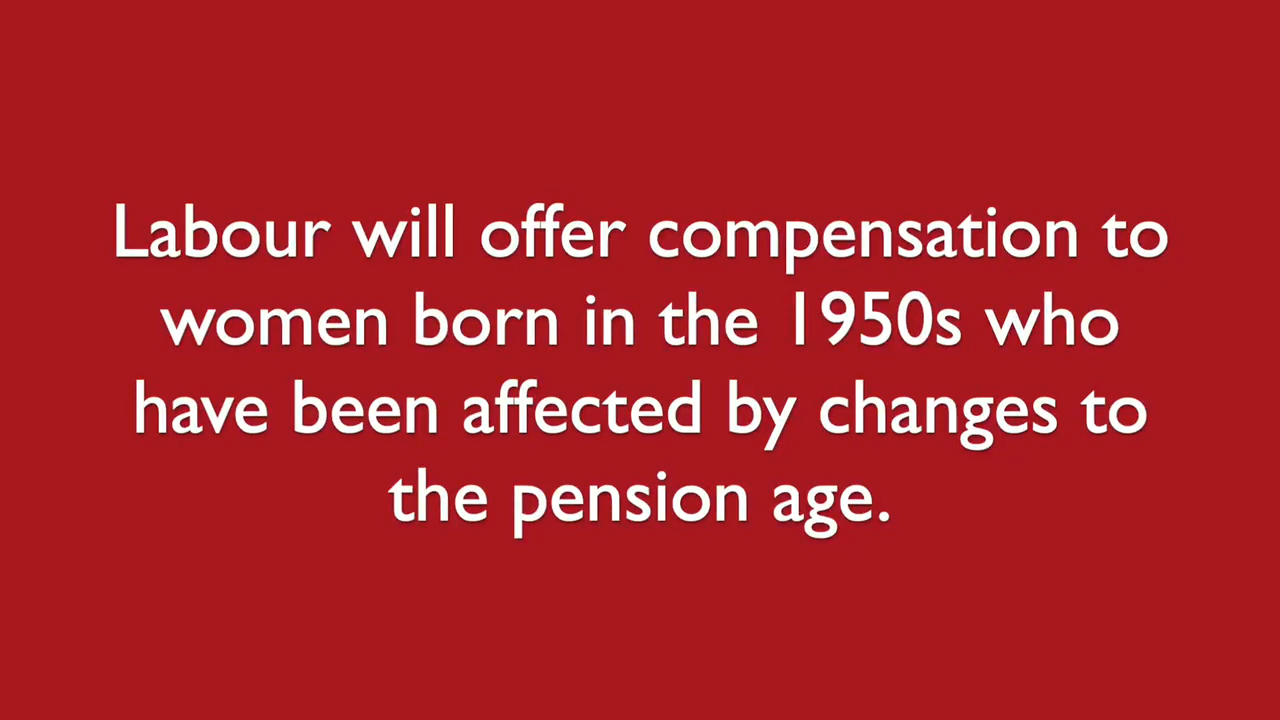 Labour will offer compensation to
women born in the 1950s who
have been affected by changes to
the pension age.